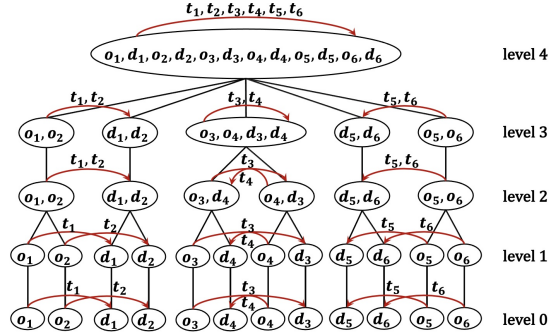 t₁, t₂, t₃, t₄, t₅, t₆
o₁, d₁, o₂, d₂, o₃, d₃, o₄, d₄, o₅, d₅, o₆, d₆ level 4
t₁, t₂ t₃, t₄ t₅, t₆
o₁, o₂ d₁, d₂ o₃, o₄, d₃, d₄ d₅, d₆ o₅, o₆ level 3
t₁, t₂ t₃ t₅, t₆
t₄
o₁, o₂ d₁, d₂ o₃, d₄ o₄, d₃ d₅, d₆ o₅, o₆ level 2
t₁ t₂ t₃ t₅ t₆
t₄
o₁ o₂ d₁ d₂ o₃ d₄ o₄ d₃ d₅ d₆ o₅ o₆ level 1
t₁ t₂ t₃ t₅ t₆
t₄
o₁ o₂ d₁ d₂ o₃ d₄ o₄ d₃ d₅ d₆ o₅ o₆ level 0